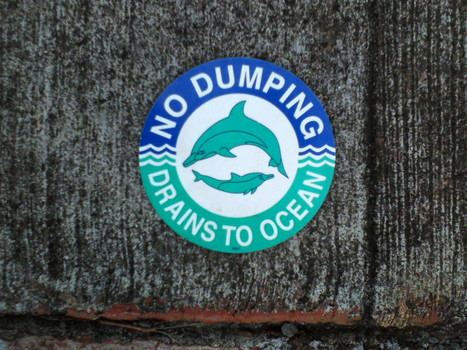 NO DUMPING
DRAINS TO OCEAN